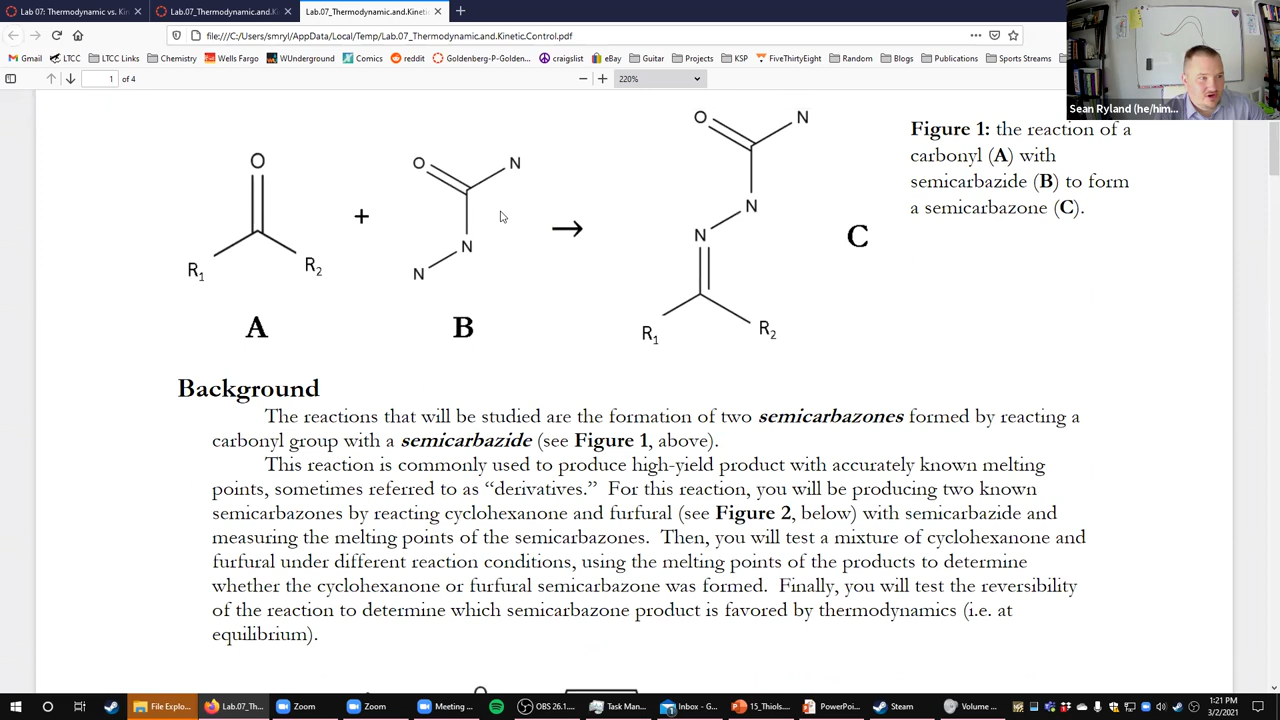 Lab 07: Thermodynamic vs. Kin
Lab.07_Thermodynamic.and.K
Lab.07_Thermodynamic.and.Kinetic.
file:///C:/Users/smryl/AppData/Local/Temp/Lab.07_Thermodynamic.and.Kinetic.Control.pdf
Gmail
LTCC
LTCC Links
Chemistry
Wells Fargo
WUnderground
Comics
reddit
Goldenberg-P-Golden...
craigslist
eBay
Guitar
Projects
KSP
FiveThirtyEight
Random
Blogs
Publications
Sports Streams
1 of 4
220%
Sean Ryland (he/him...
O
R1
R2
+
O
N
N
N
→
O
N
N
N
R1
R2
A
B
C
Figure 1: the reaction of a
carbonyl (A) with
semicarbazide (B) to form
a semicarbazone (C).
Background
The reactions that will be studied are the formation of two semicarbazones formed by reacting a
carbonyl group with a semicarbazide (see Figure 1, above).
This reaction is commonly used to produce high-yield product with accurately known melting
points, sometimes referred to as “derivatives.” For this reaction, you will be producing two known
semicarbazones by reacting cyclohexanone and furfural (see Figure 2, below) with semicarbazide and
measuring the melting points of the semicarbazones. Then, you will test a mixture of cyclohexanone and
furfural under different reaction conditions, using the melting points of the products to determine
whether the cyclohexanone or furfural semicarbazone was formed. Finally, you will test the reversibility
of the reaction to determine which semicarbazone product is favored by thermodynamics (i.e. at
equilibrium).
File Explo...
Lab.07_Th...
Zoom
Zoom
Meeting ...
OBS 26.1....
Task Man...
Inbox - G...
15_Thiols....
PowerPoi...
Steam
Volume ...
1:21 PM
3/2/2021